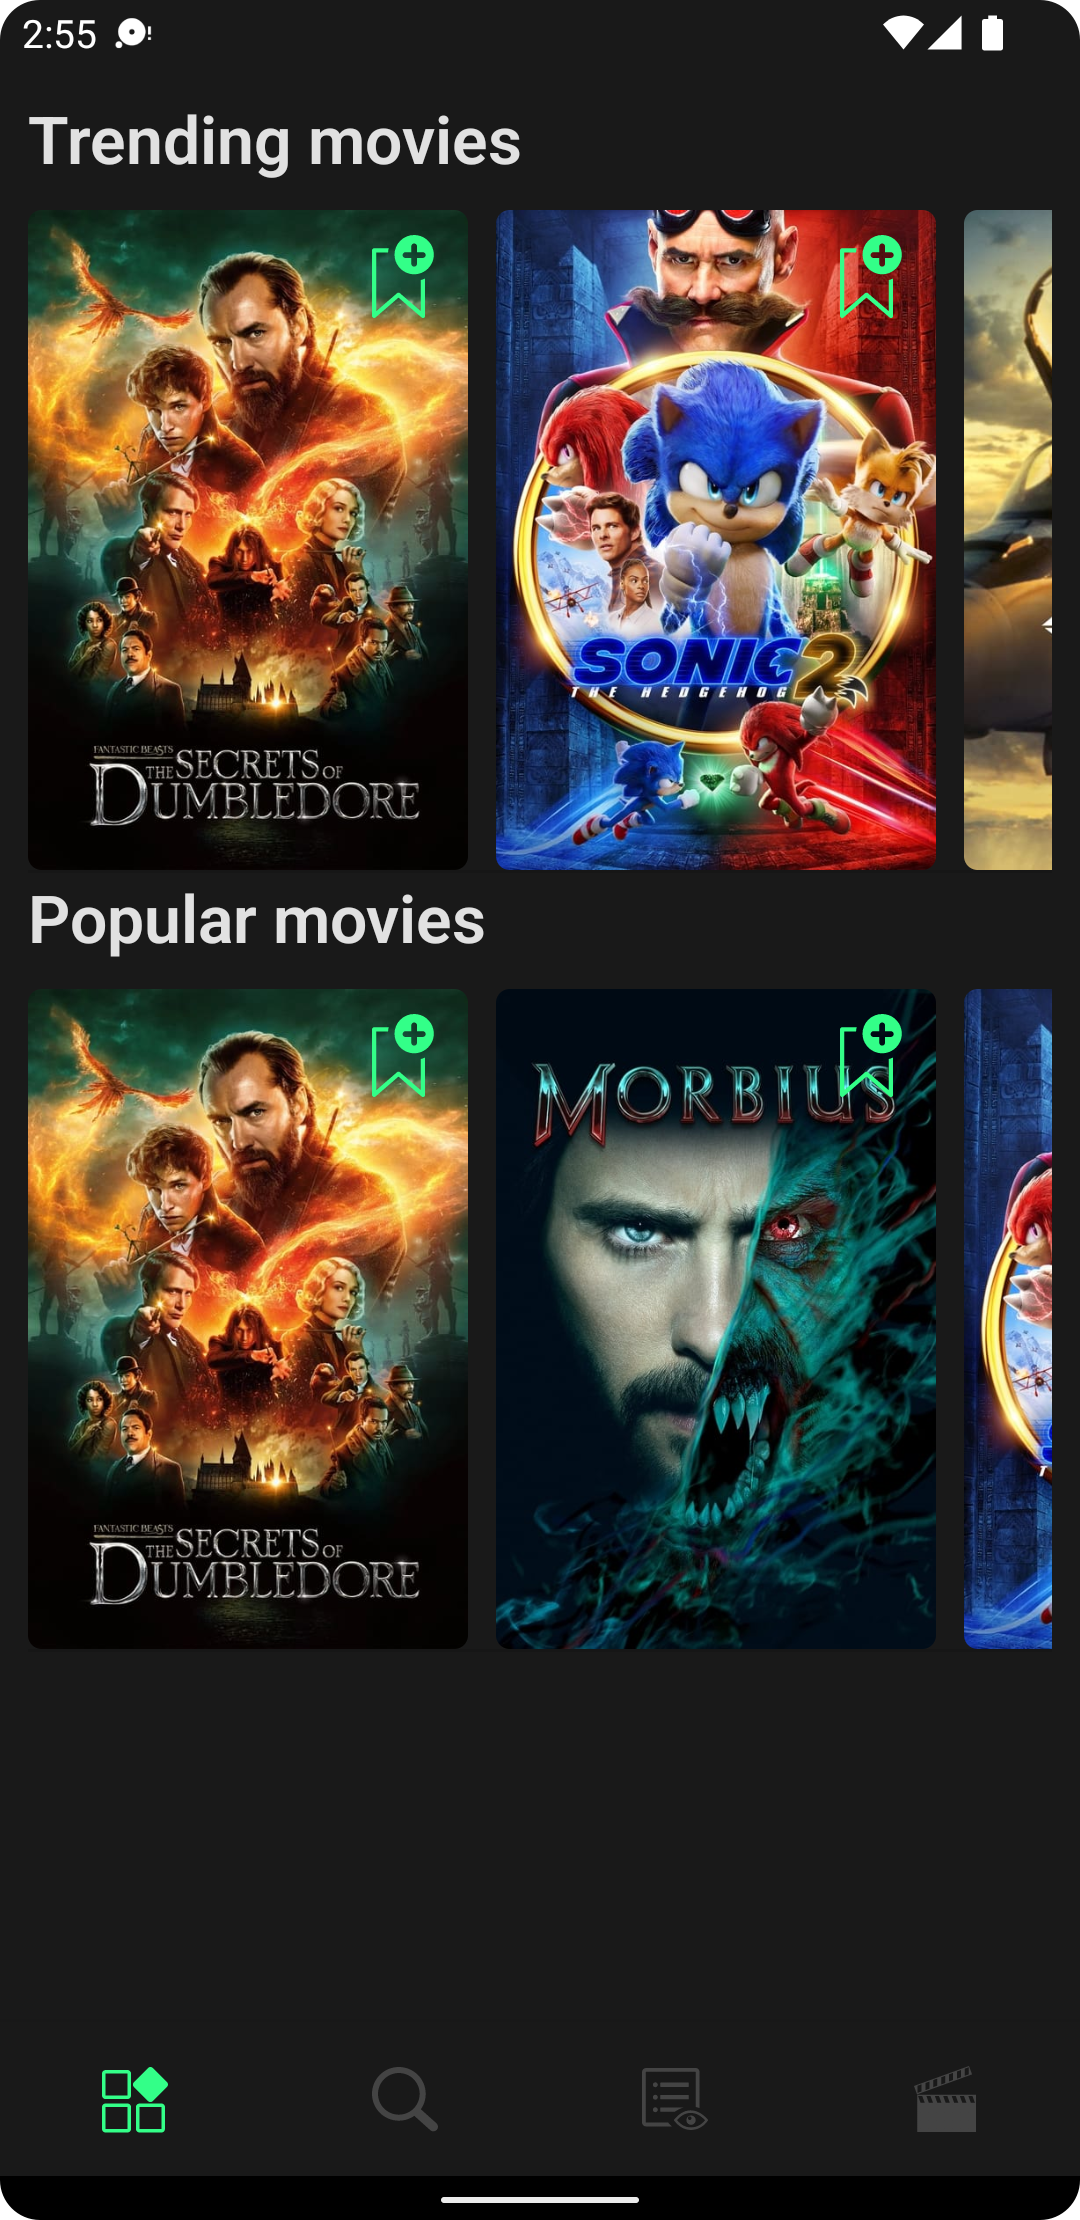 2:55
Trending movies
FANTASTIC BEASTS
THE SECRETS OF
DUMBLEDORE
SONIC 2
THE HEDGEHOG
Popular movies
FANTASTIC BEASTS
THE SECRETS OF
DUMBLEDORE
MORBIUS